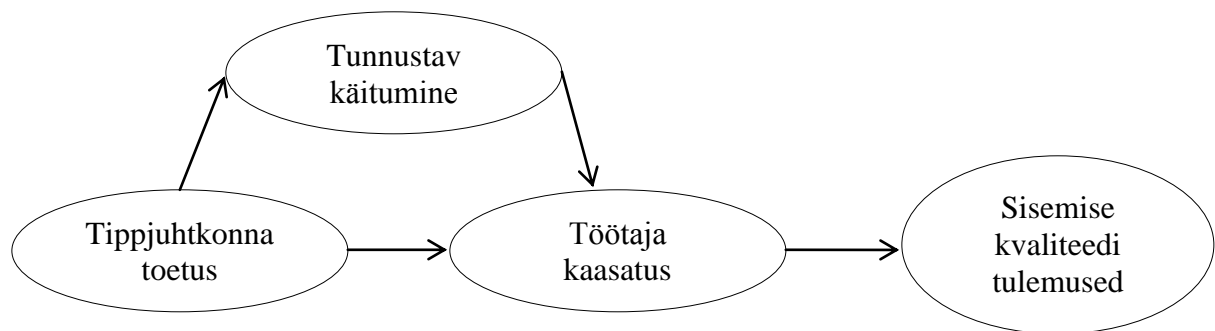 Tunnustav
käitumine
Tippjuhtkonna
toetus
Töötaja
kaasatus
Sisemise
kvaliteedi
tulemused